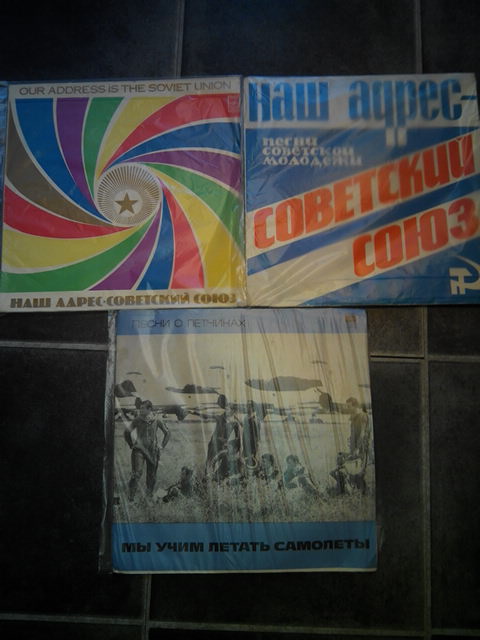 OUR ADDRESS IS THE SOVIET UNION
НАШ АДРЕС-СОВЕТСКИЙ СОЮЗ
Наш адрес-
песни
советской
молодежи
СОВЕТСКИЙ
СОЮЗ
ПЕСНИ О ЛЕТЧИКАХ
МЫ УЧИМ ЛЕТАТЬ САМОЛЕТЫ